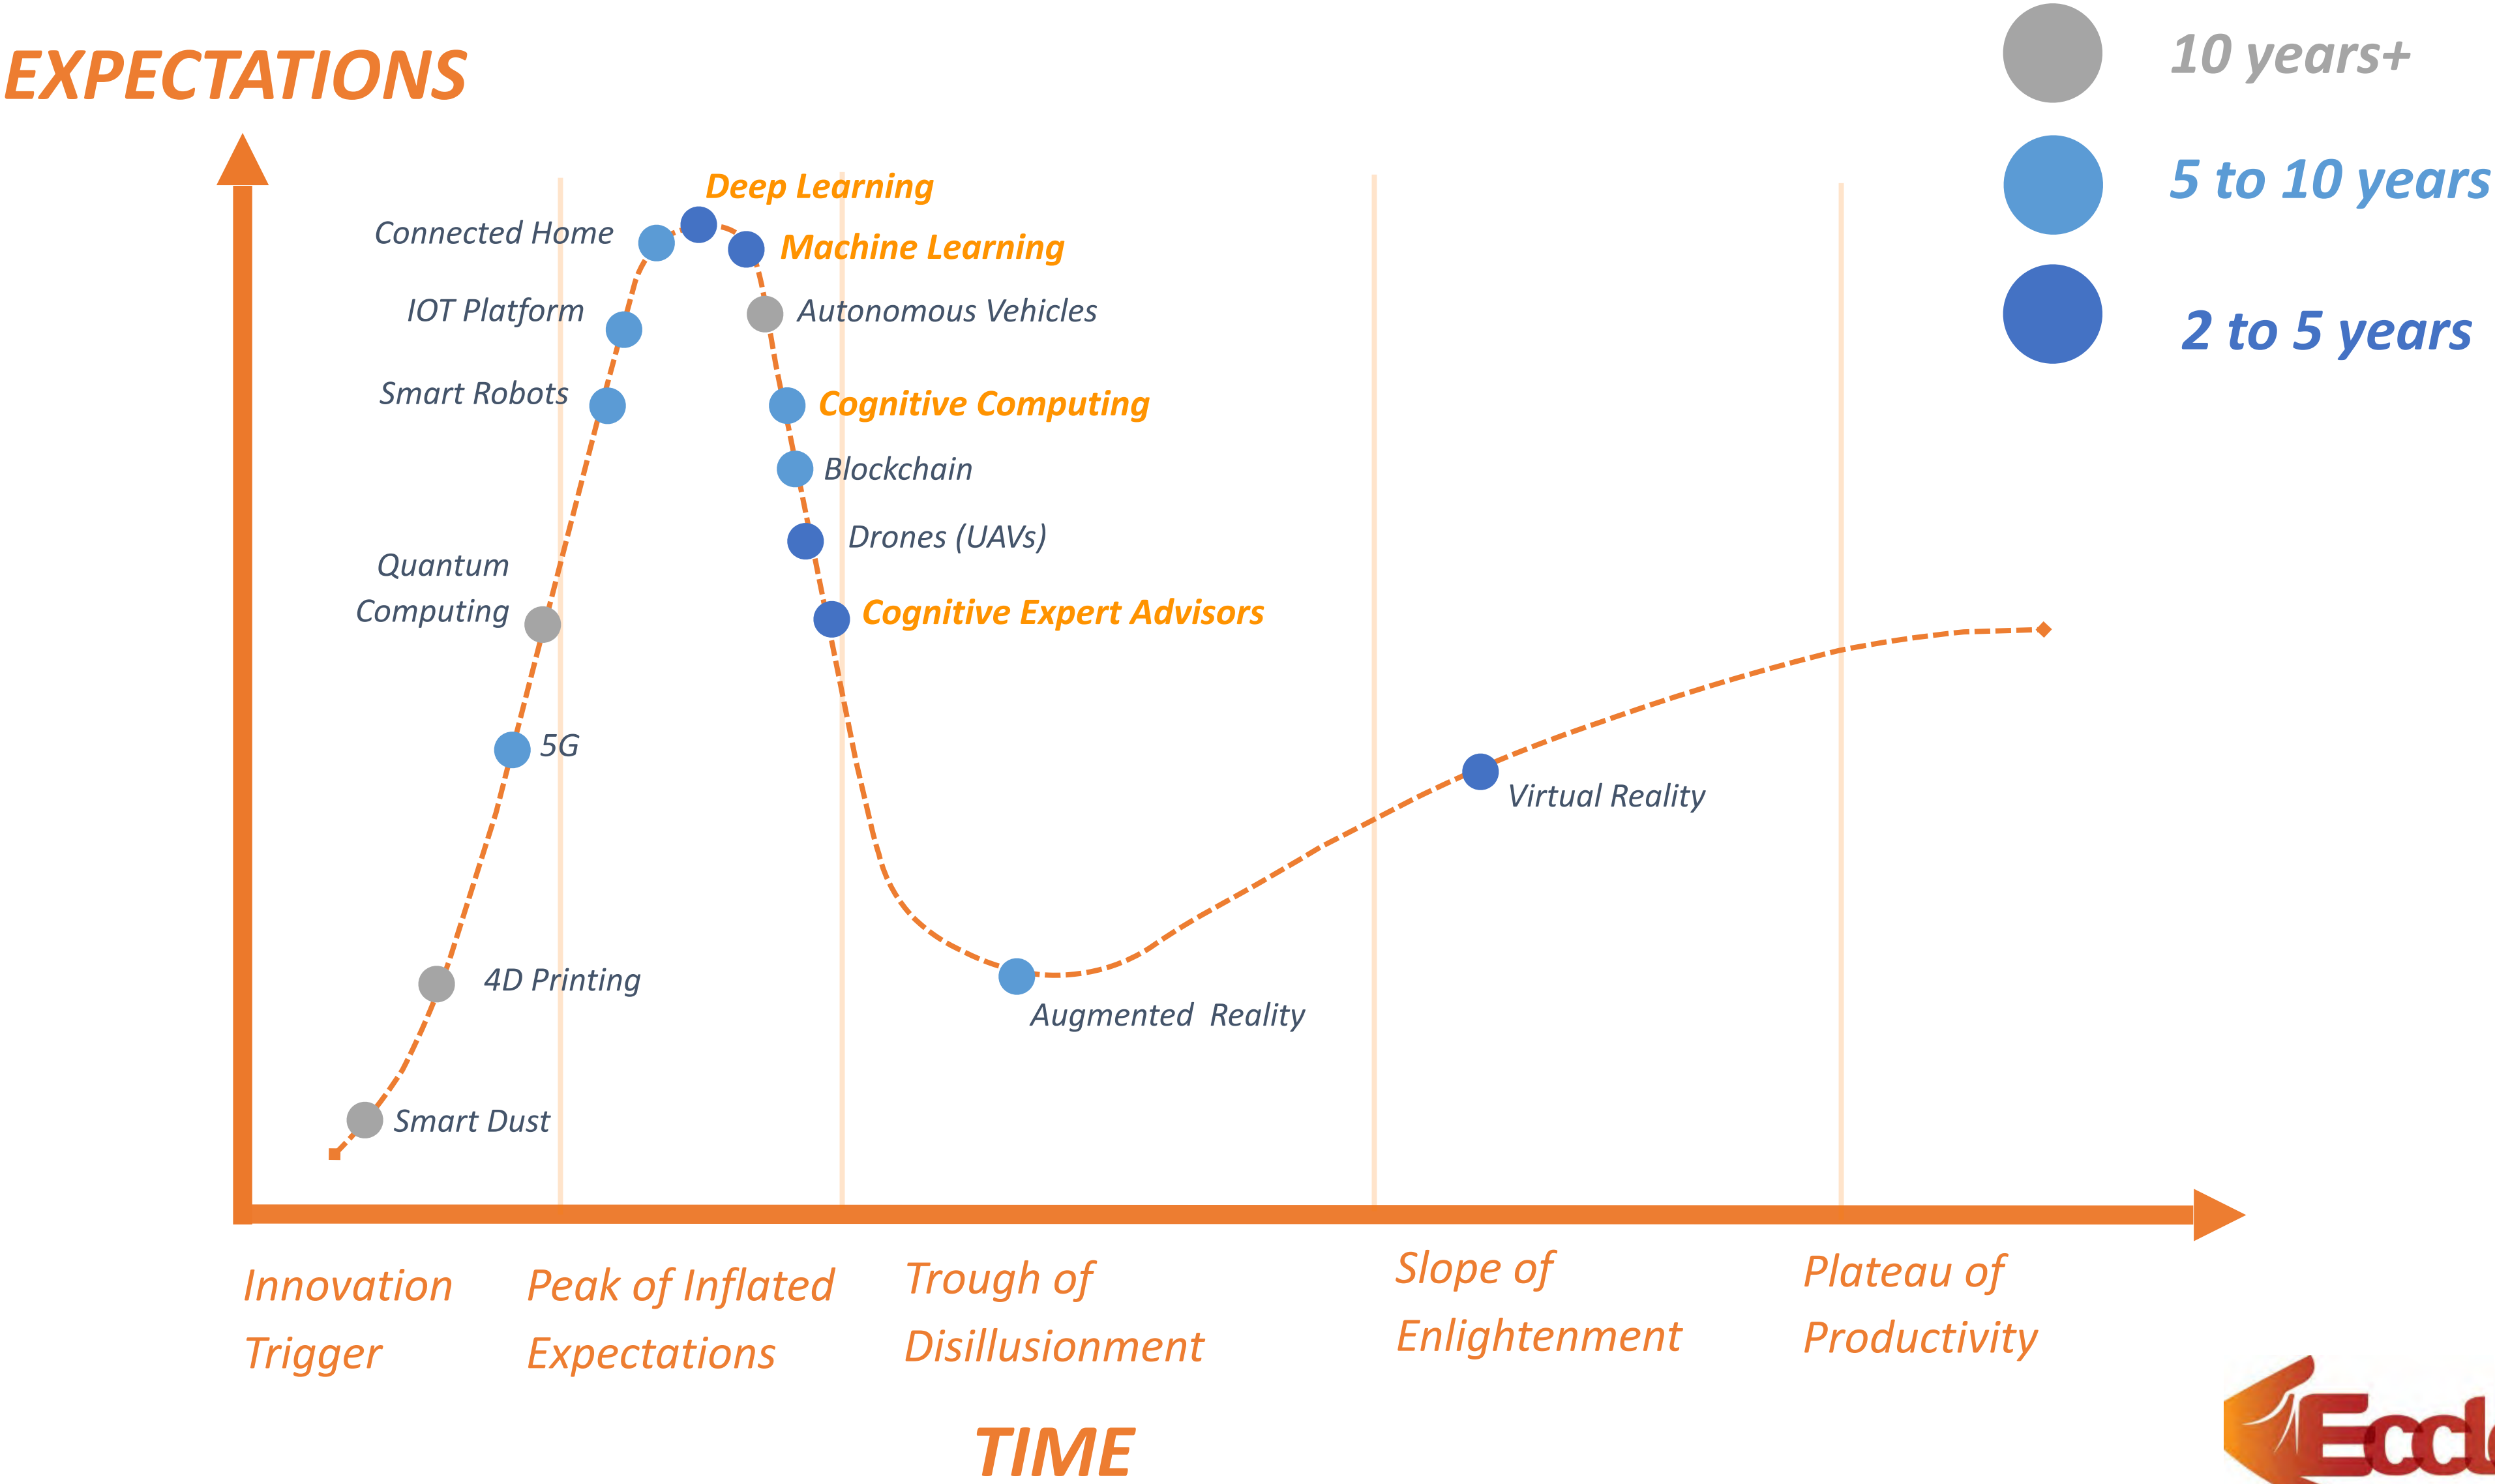 EXPECTATIONS
10 years+
5 to 10 years
2 to 5 years
Deep Learning
Connected Home
Machine Learning
IOT Platform
Autonomous Vehicles
Smart Robots
Cognitive Computing
Blockchain
Drones (UAVs)
Quantum
Computing
Cognitive Expert Advisors
5G
Virtual Reality
4D Printing
Augmented Reality
Smart Dust
Innovation
Trigger
Peak of Inflated
Expectations
Trough of
Disillusionment
Slope of
Enlightenment
Plateau of
Productivity
TIME